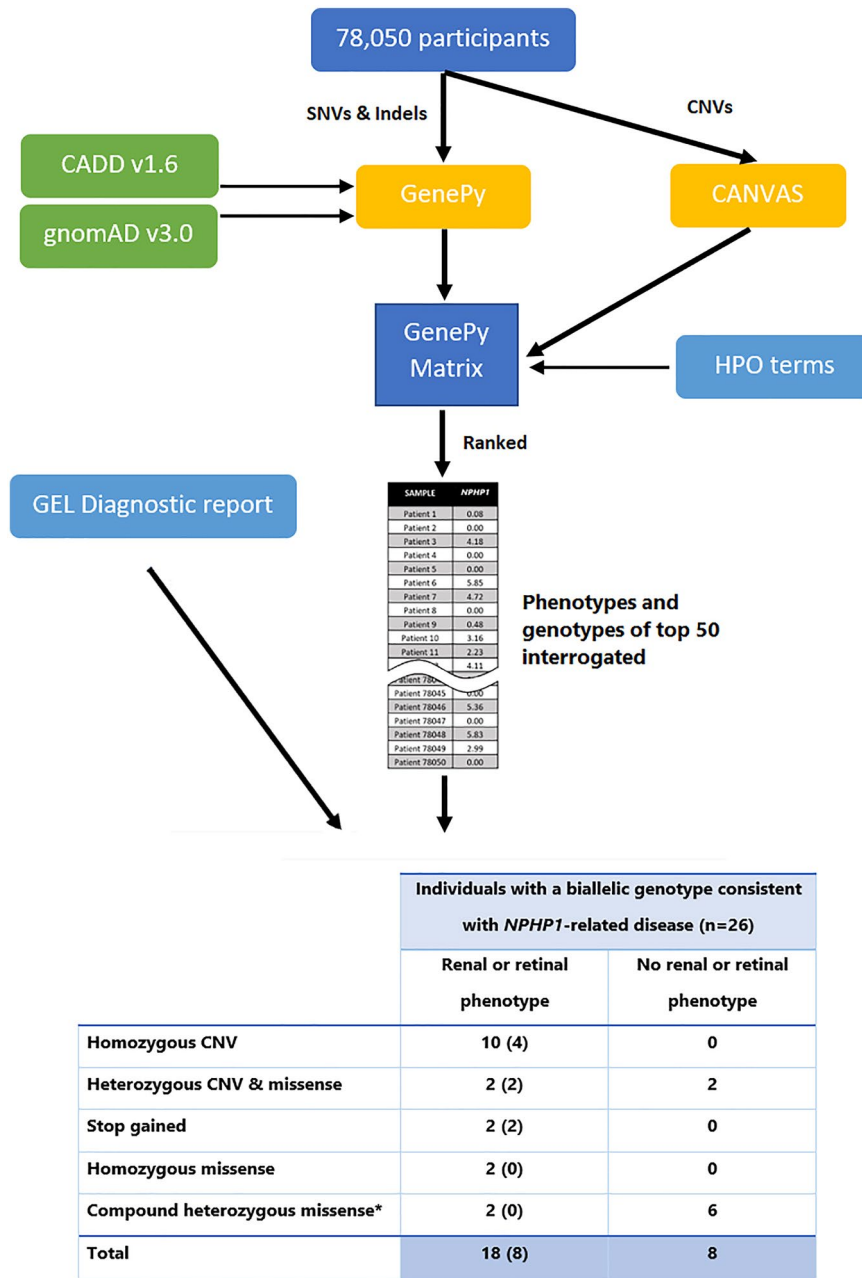 78,050 participants
SNVs & Indels
CNVs
CADD v1.6
gnomAD v3.0
GenePy
CANVAS
GenePy
Matrix
HPO terms
Ranked
GEL Diagnostic report
SAMPLE NPHP1
Patient 1 0.08
Patient 2 0.00
Patient 3 4.18
Patient 4 0.00
Patient 5 0.00
Patient 6 5.85
Patient 7 4.72
Patient 8 0.00
Patient 9 0.48
Patient 10 3.16
Patient 11 2.23
4.11
Patient 78045 0.00
Patient 78046 5.36
Patient 78047 0.00
Patient 78048 5.83
Patient 78049 2.99
Patient 78050 0.00
Phenotypes and
genotypes of top 50
interrogated
Individuals with a biallelic genotype consistent
with NPHP1-related disease (n=26)
Renal or retinal
phenotype
No renal or retinal
phenotype
Homozygous CNV 10 (4) 0
Heterozygous CNV & missense 2 (2) 2
Stop gained 2 (2) 0
Homozygous missense 2 (0) 0
Compound heterozygous missense* 2 (0) 6
Total 18 (8) 8